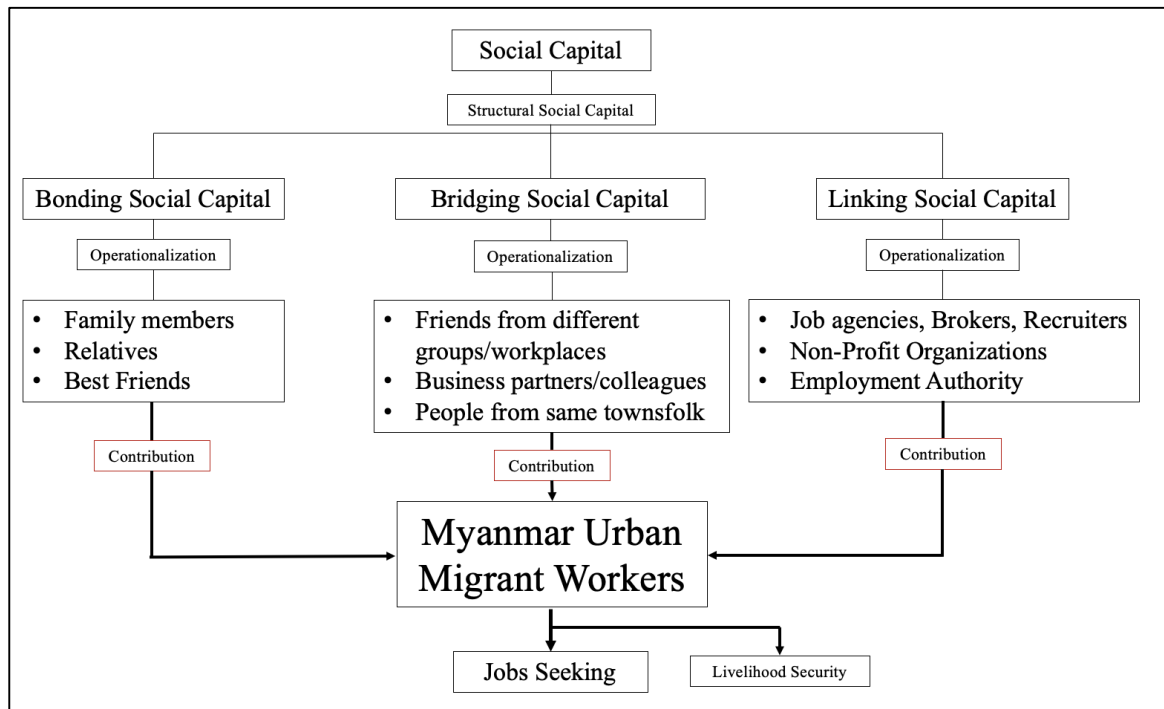 Social Capital
Structural Social Capital
Bonding Social Capital
Bridging Social Capital
Linking Social Capital
Operationalization
Operationalization
Operationalization
• Family members
• Relatives
• Best Friends
• Friends from different
groups/workplaces
• Business partners/colleagues
• People from same townsfolk
• Job agencies, Brokers, Recruiters
• Non-Profit Organizations
• Employment Authority
Contribution
Contribution
Contribution
Myanmar Urban
Migrant Workers
Jobs Seeking
Livelihood Security